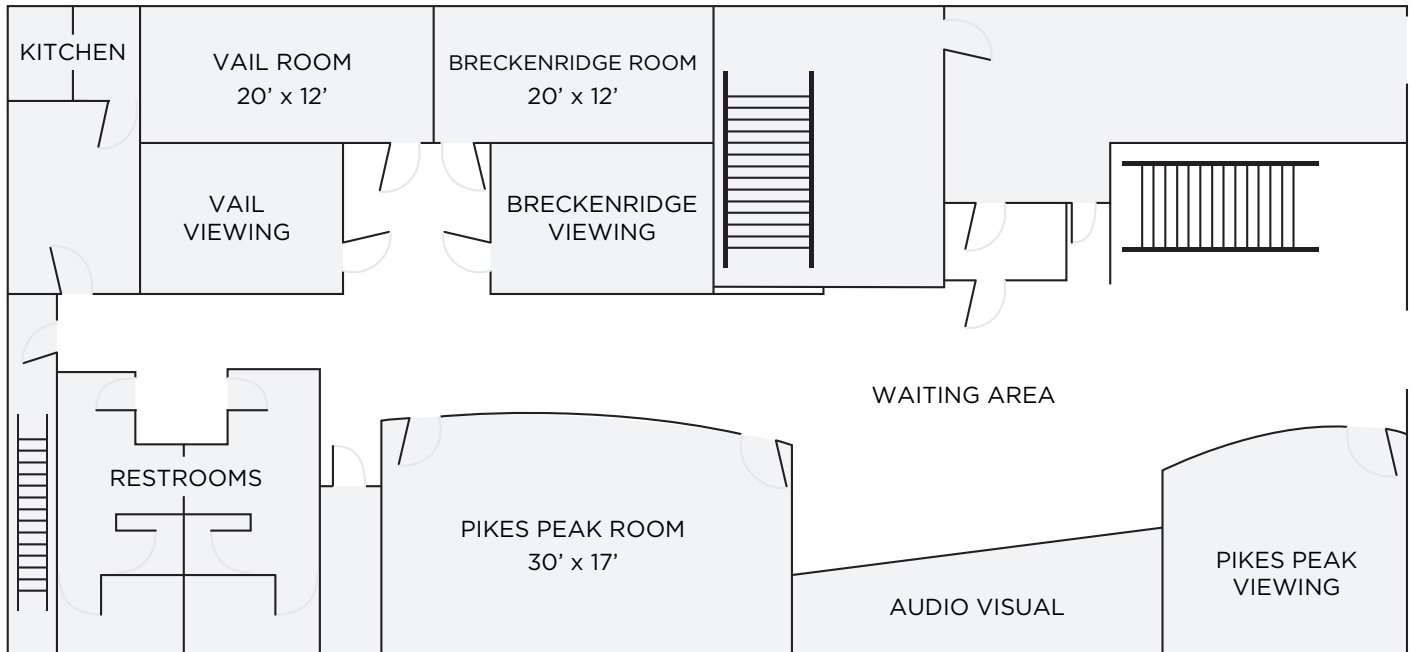 KITCHEN
VAIL ROOM
20’ x 12’
BRECKENRIDGE ROOM
20’ x 12’
VAIL
VIEWING
BRECKENRIDGE
VIEWING
WAITING AREA
RESTROOMS
PIKES PEAK ROOM
30’ x 17’
AUDIO VISUAL
PIKES PEAK
VIEWING